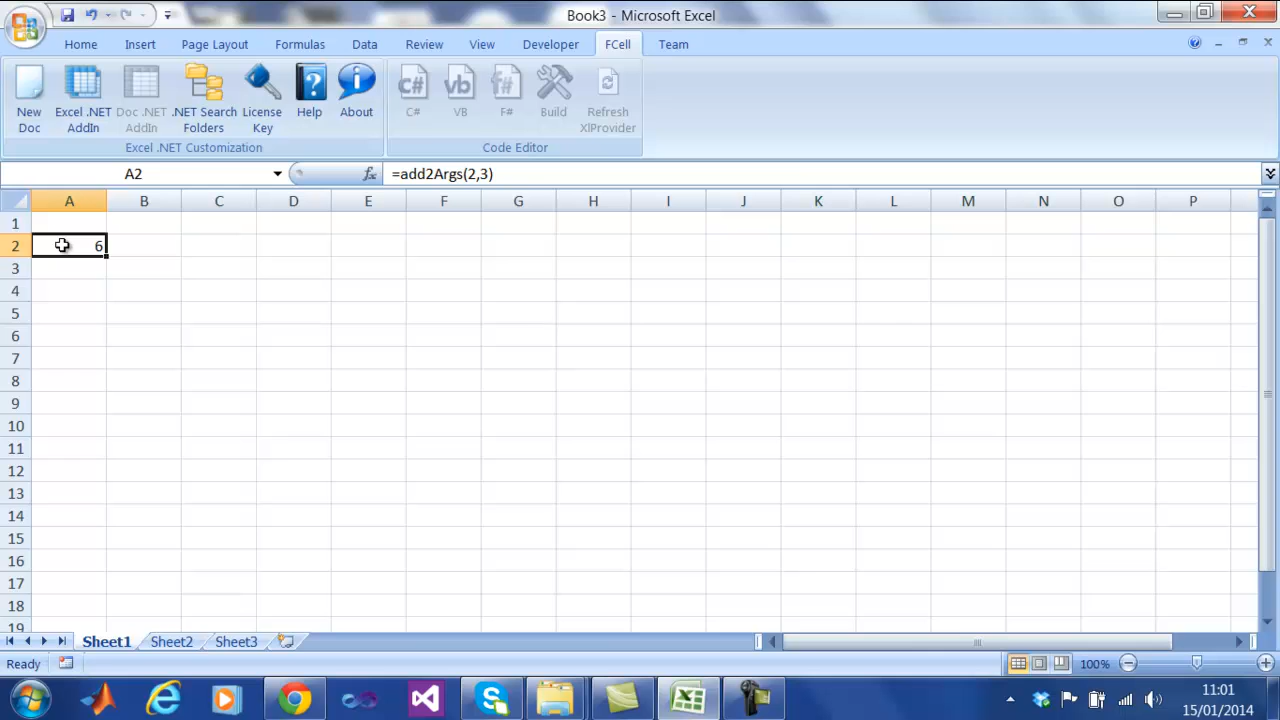 Book3 - Microsoft Excel
Home Insert Page Layout Formulas Data Review View Developer FCell Team
New Doc
Excel .NET AddIn
Doc .NET AddIn
.NET Search Folders
License Key
Help
About
C#
VB
F#
Build
Refresh XlProvider
Excel .NET Customization
Code Editor
A2 fx =add2Args(2,3)
A B C D E F G H I J K L M N O P
1
2 6
3
4
5
6
7
8
9
10
11
12
13
14
15
16
17
18
19
Sheet1 Sheet2 Sheet3
Ready 100%
11:01
15/01/2014